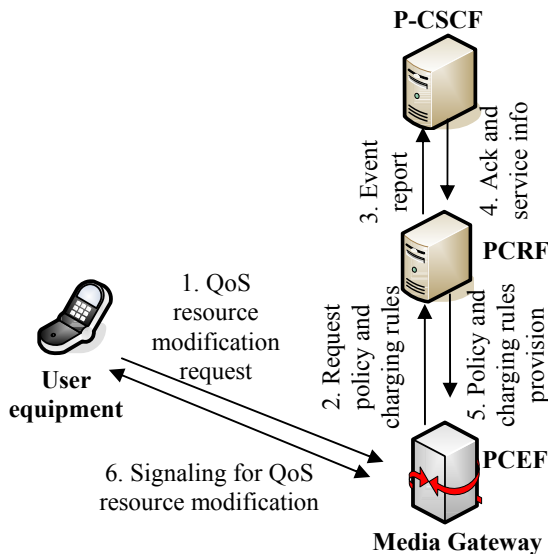 P-CSCF
3. Event
report
4. Ack and
service info
PCRF
1. QoS
resource
modification
request
2. Request
policy and
charging rules
5. Policy and
charging rules
provision
User
equipment
6. Signaling for QoS
resource modification
PCEF
Media Gateway